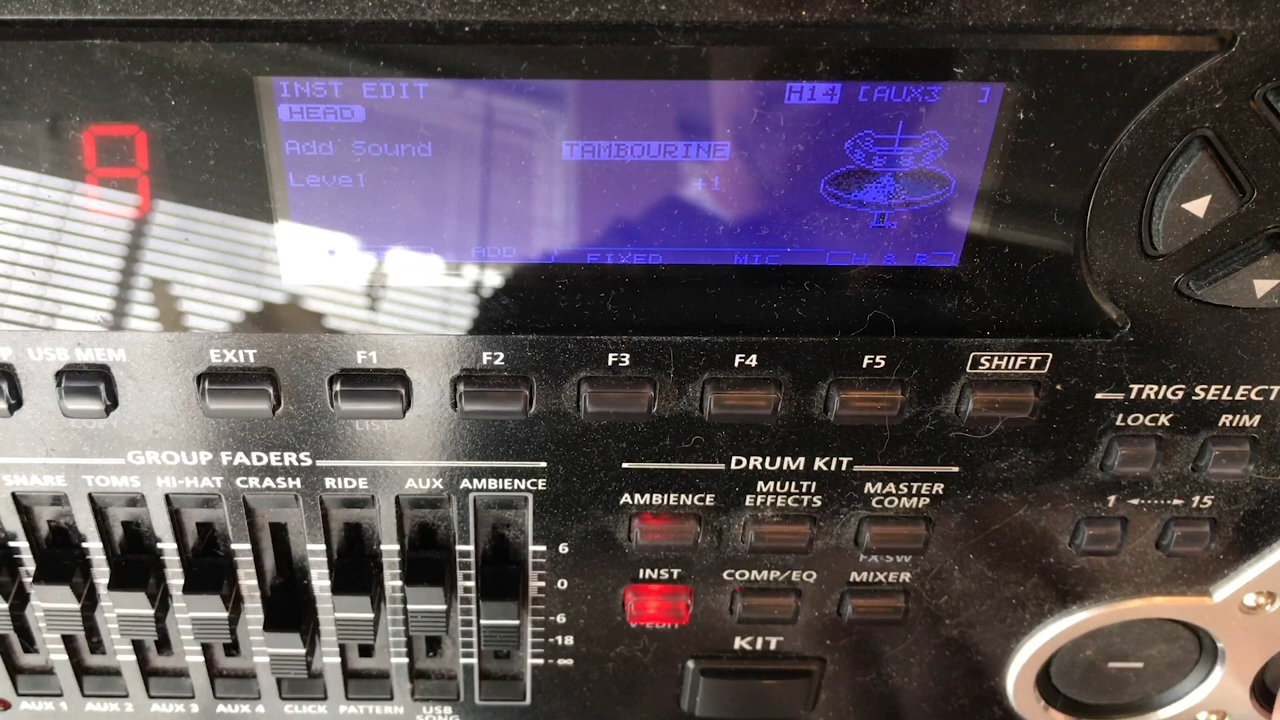 INST EDIT
H14 [AUX3 ]
HEAD
Add Sound TAMBOURINE
Level +1
8
ADD FIXED MIC H & R
P USB MEM EXIT F1 F2 F3 F4 F5 SHIFT
COPY LIST
TRIG SELECT
LOCK RIM
1 15
GROUP FADERS
SNARE TOMS HI-HAT CRASH RIDE AUX AMBIENCE
6
0
-6
-18
-∞
DRUM KIT
AMBIENCE MULTI EFFECTS MASTER COMP
FX-SW
INST COMP/EQ MIXER
V-EDIT
KIT
−
AUX 1 AUX 2 AUX 3 AUX 4 CLICK PATTERN USB SONG